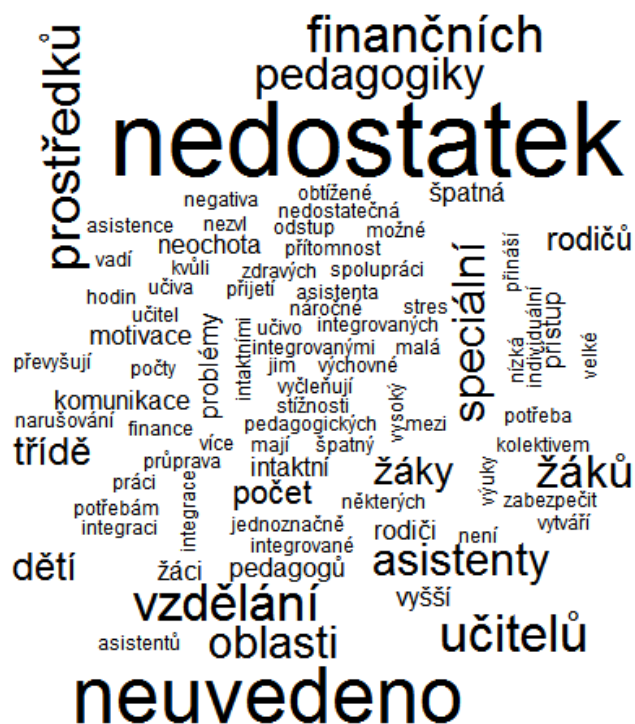 finančních
prostředků
pedagogiky
nedostatek
negativa
obtížené
špatná
nedostatečná
asistence
nezvl
odstup
možné
neochota
přítomnost
rodičů
vadí
kvůli
zdravých
spolupráci
speciální
přináší
hodin
učiva
přijetí
asistenta
učitel
náročné
stres
motivace
problémy
intaktními
učivo
integrovaných
nízká
individuální
přístup
velké
převyšují
počty
integrovanými
malá
jim
výchovné
komunikace
vyčleňují
vysoký
stížnosti
narušování
finance
pedagogických
mezi
potřeba
třídě
více
mají
špatný
kolektivem
průprava
intaktní
žáky
výuky
žáků
práci
integrace
počet
některých
zabezpečit
potřebám
integraci
jednoznačně
rodiči
není
vytváří
integrované
dětí
žáci
pedagogů
asistenty
vzdělání
vyšší
asistentů
oblasti
učitelů
neuvedeno